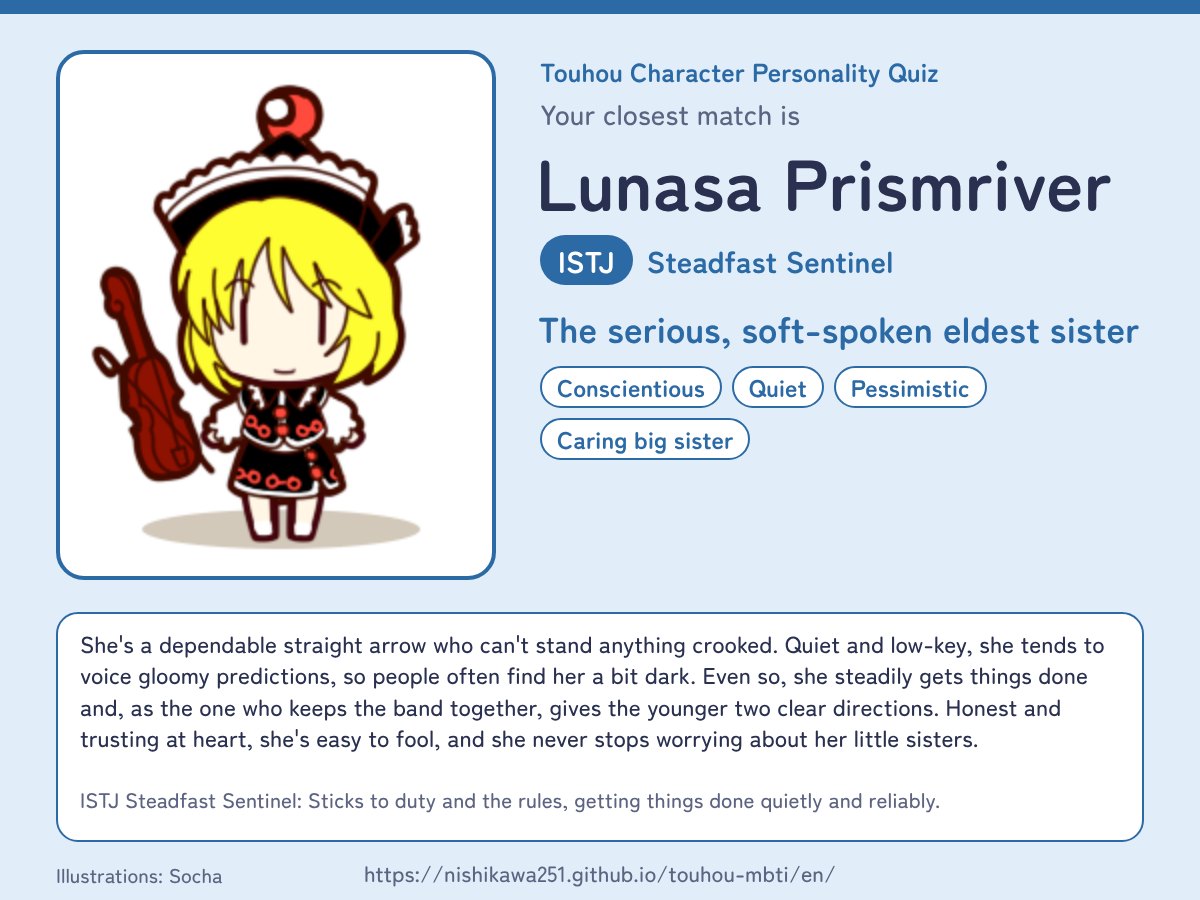 Touhou Character Personality Quiz
Your closest match is
Lunasa Prismriver
ISTJ Steadfast Sentinel
The serious, soft-spoken eldest sister
Conscientious Quiet Pessimistic
Caring big sister
She's a dependable straight arrow who can't stand anything crooked. Quiet and low-key, she tends to
voice gloomy predictions, so people often find her a bit dark. Even so, she steadily gets things done
and, as the one who keeps the band together, gives the younger two clear directions. Honest and
trusting at heart, she's easy to fool, and she never stops worrying about her little sisters.
ISTJ Steadfast Sentinel: Sticks to duty and the rules, getting things done quietly and reliably.
Illustrations: Socha https://nishikawa251.github.io/touhou-mbti/en/